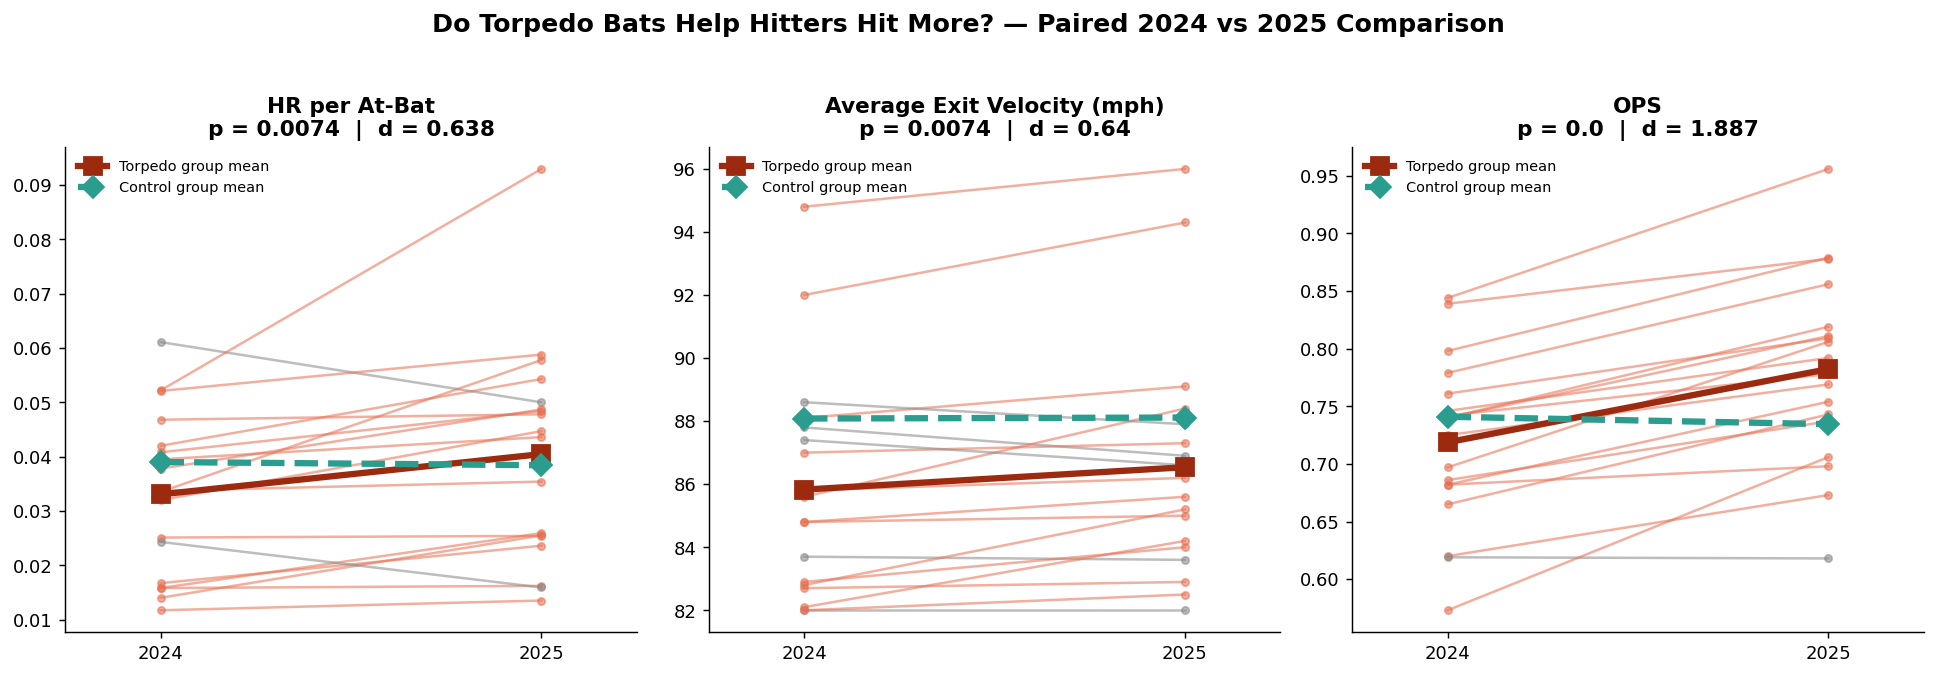 Do Torpedo Bats Help Hitters Hit More? — Paired 2024 vs 2025 Comparison
HR per At-Bat
p = 0.0074 | d = 0.638
Torpedo group mean
Control group mean
0.09
0.08
0.07
0.06
0.05
0.04
0.03
0.02
0.01
2024
2025
Average Exit Velocity (mph)
p = 0.0074 | d = 0.64
Torpedo group mean
Control group mean
96
94
92
90
88
86
84
82
2024
2025
OPS
p = 0.0 | d = 1.887
Torpedo group mean
Control group mean
0.95
0.90
0.85
0.80
0.75
0.70
0.65
0.60
2024
2025